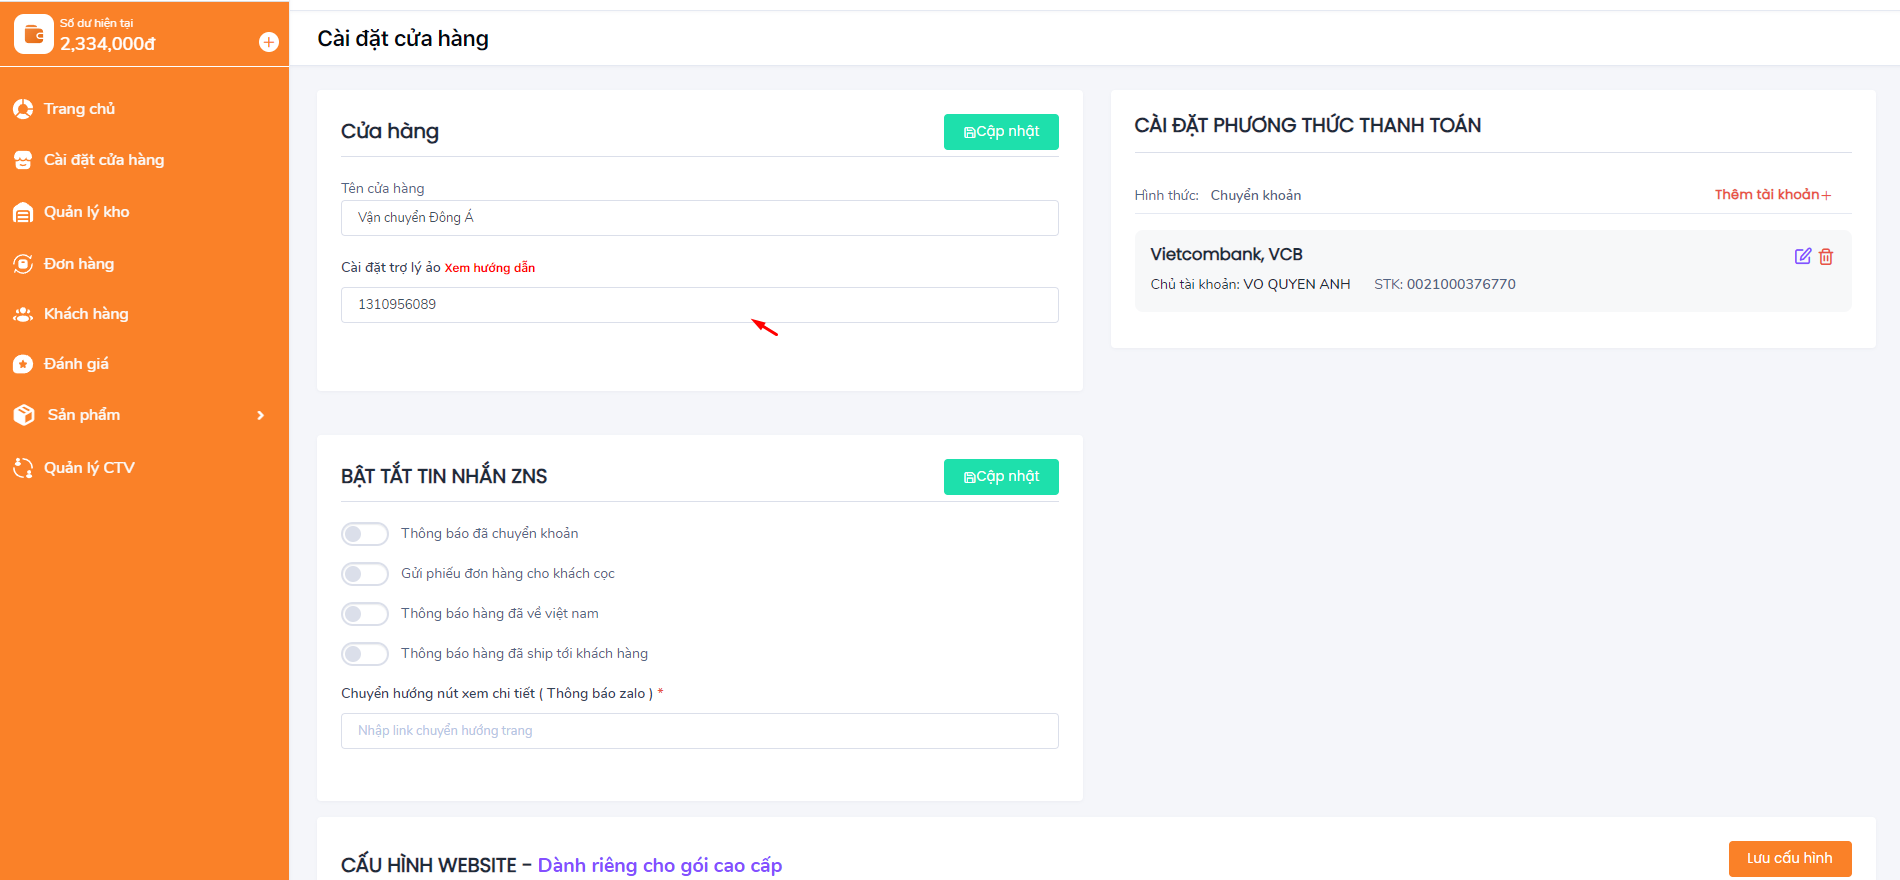 Số dư hiện tại
2,334,000đ
Trang chủ
Cài đặt cửa hàng
Quản lý kho
Đơn hàng
Khách hàng
Đánh giá
Sản phẩm
Quản lý CTV
Cài đặt cửa hàng
Cửa hàng
Cập nhật
Tên cửa hàng
Vận chuyển Đông Á
Cài đặt trợ lý ảo Xem hướng dẫn
1310956089
BẬT TẮT TIN NHẮN ZNS
Cập nhật
Thông báo đã chuyển khoản
Gửi phiếu đơn hàng cho khách cọc
Thông báo hàng đã về việt nam
Thông báo hàng đã ship tới khách hàng
Chuyển hướng nút xem chi tiết ( Thông báo zalo ) *
Nhập link chuyển hướng trang
CÀI ĐẶT PHƯƠNG THỨC THANH TOÁN
Hình thức: Chuyển khoản
Thêm tài khoản+
Vietcombank, VCB
Chủ tài khoản: VO QUYEN ANH STK: 0021000376770
CẤU HÌNH WEBSITE - Dành riêng cho gói cao cấp
Lưu cấu hình